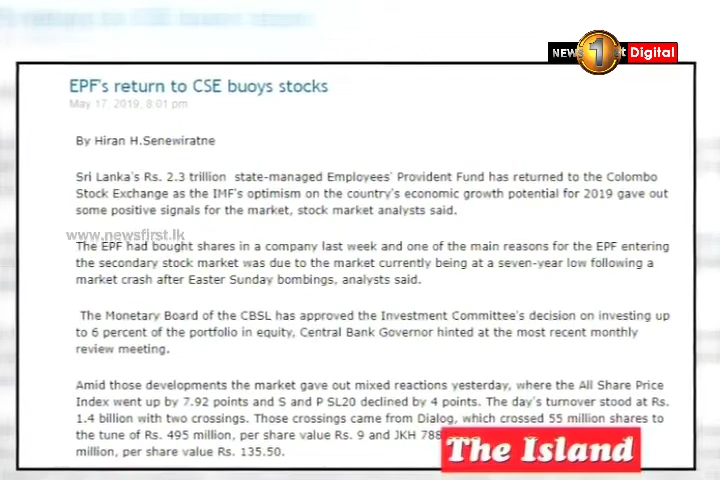 NEWS 1st Digital
EPF's return to CSE buoys stocks
May 17, 2019, 8:01 pm
By Hiran H.Senewiratne
Sri Lanka's Rs. 2.3 trillion state-managed Employees' Provident Fund has returned to the Colombo
Stock Exchange as the IMF's optimism on the country's economic growth potential for 2019 gave out
some positive signals for the market, stock market analysts said.
www.newsfirst.lk
The EPF had bought shares in a company last week and one of the main reasons for the EPF entering
the secondary stock market was due to the market currently being at a seven-year low following a
market crash after Easter Sunday bombings, analysts said.
The Monetary Board of the CBSL has approved the Investment Committee's decision on investing up
to 6 percent of the portfolio in equity, Central Bank Governor hinted at the most recent monthly
review meeting.
Amid those developments the market gave out mixed reactions yesterday, where the All Share Price
Index went up by 7.92 points and S and P SL20 declined by 4 points. The day's turnover stood at Rs.
1.4 billion with two crossings. Those crossings came from Dialog, which crossed 55 million shares to
the tune of Rs. 495 million, per share value Rs. 9 and JKH 788
million, per share value Rs. 135.50.
The Island